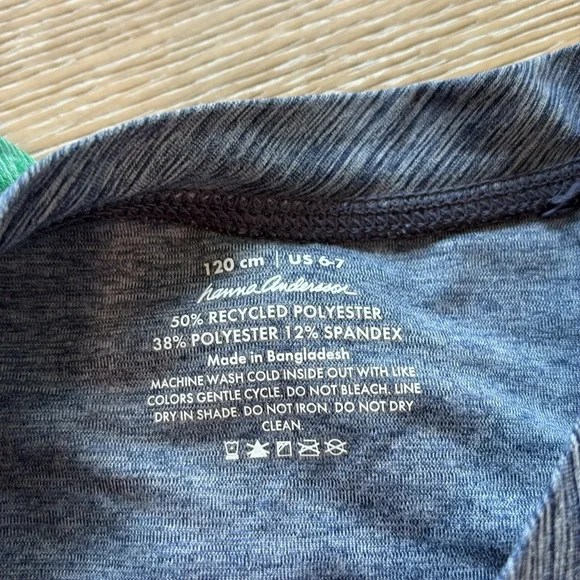 120 cm | US 6-7
hanna andersson
50% RECYCLED POLYESTER
38% POLYESTER 12% SPANDEX
Made in Bangladesh
MACHINE WASH COLD INSIDE OUT WITH LIKE
COLORS GENTLE CYCLE. DO NOT BLEACH. LINE
DRY IN SHADE. DO NOT IRON. DO NOT DRY
CLEAN.